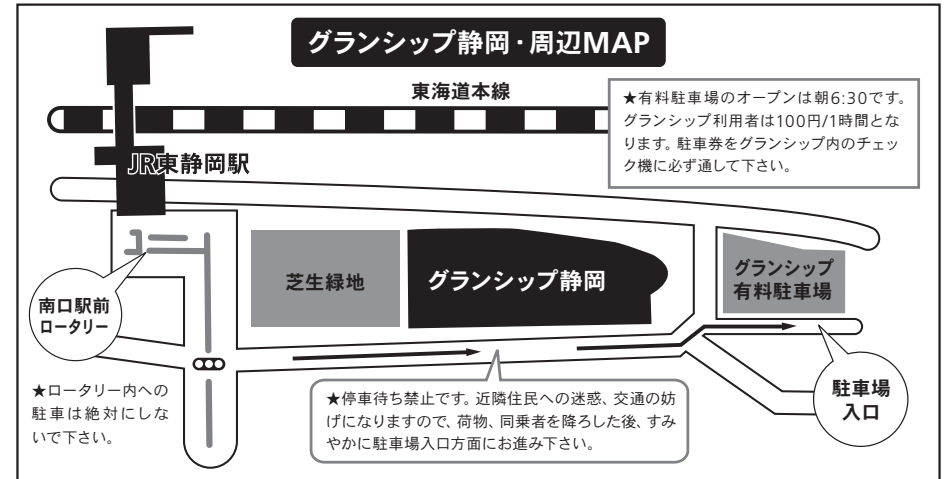 グランシップ静岡・周辺MAP
東海道本線
★有料駐車場のオープンは朝6:30です。
グランシップ利用者は100円/1時間とな
ります。駐車券をグランシップ内のチェッ
ク機に必ず通して下さい。
JR東静岡駅
芝生緑地
グランシップ静岡
グランシップ
有料駐車場
南口駅前
ロータリー
★ロータリー内への
駐車は絶対にしな
いで下さい。
★停車待ち禁止です。近隣住民への迷惑、交通の妨
げになりますので、荷物、同乗者を降ろした後、すみ
やかに駐車場入口方面にお進み下さい。
駐車場
入口